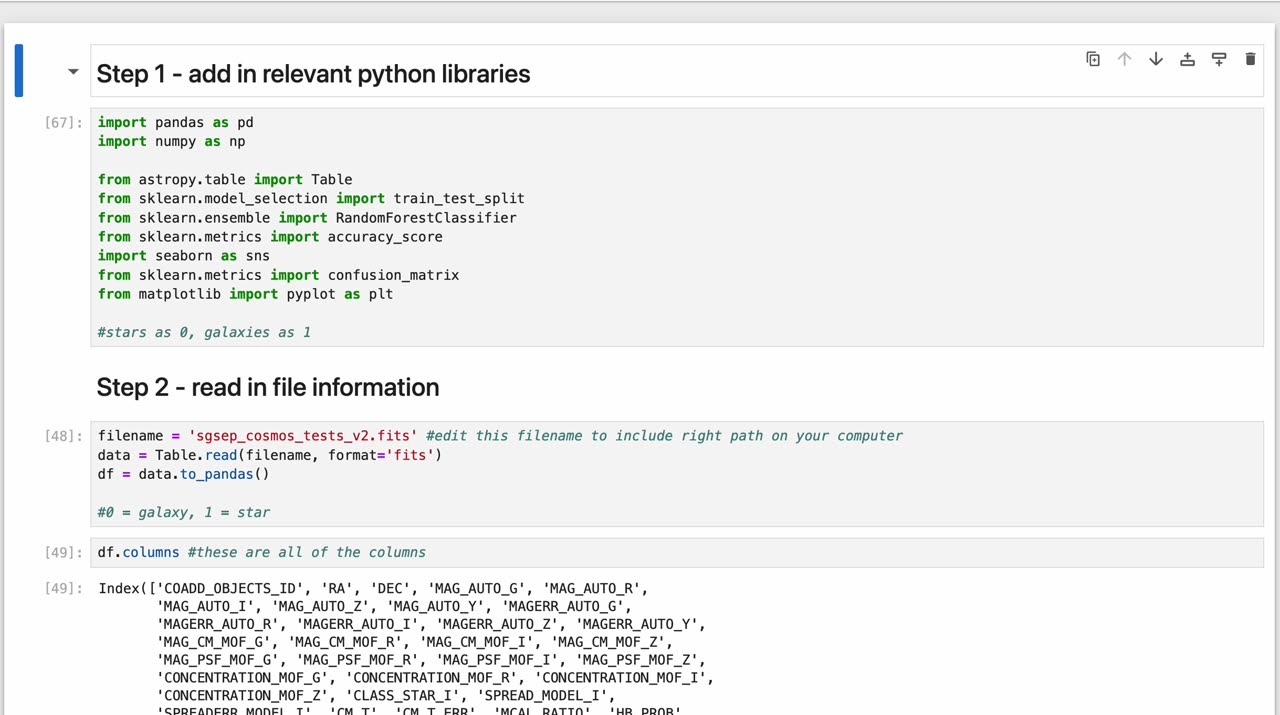 Step 1 - add in relevant python libraries
[67]:
import pandas as pd
import numpy as np
from astropy.table import Table
from sklearn.model_selection import train_test_split
from sklearn.ensemble import RandomForestClassifier
from sklearn.metrics import accuracy_score
import seaborn as sns
from sklearn.metrics import confusion_matrix
from matplotlib import pyplot as plt
#stars as 0, galaxies as 1
Step 2 - read in file information
[48]:
filename = 'sgsep_cosmos_tests_v2.fits' #edit this filename to include right path on your computer
data = Table.read(filename, format='fits')
df = data.to_pandas()
#0 = galaxy, 1 = star
[49]:
df.columns #these are all of the columns
[49]:
Index(['COADD_OBJECTS_ID', 'RA', 'DEC', 'MAG_AUTO_G', 'MAG_AUTO_R',
'MAG_AUTO_I', 'MAG_AUTO_Z', 'MAG_AUTO_Y', 'MAGERR_AUTO_G',
'MAGERR_AUTO_R', 'MAGERR_AUTO_I', 'MAGERR_AUTO_Z', 'MAGERR_AUTO_Y',
'MAG_CM_MOF_G', 'MAG_CM_MOF_R', 'MAG_CM_MOF_I', 'MAG_CM_MOF_Z',
'MAG_PSF_MOF_G', 'MAG_PSF_MOF_R', 'MAG_PSF_MOF_I', 'MAG_PSF_MOF_Z',
'CONCENTRATION_MOF_G', 'CONCENTRATION_MOF_R', 'CONCENTRATION_MOF_I',
'CONCENTRATION_MOF_Z', 'CLASS_STAR_I', 'SPREAD_MODEL_I',
'SPREADERR_MODEL_I', 'CM_T', 'CM_T_ERR', 'MCAL_RATIO', 'HB_PROB'